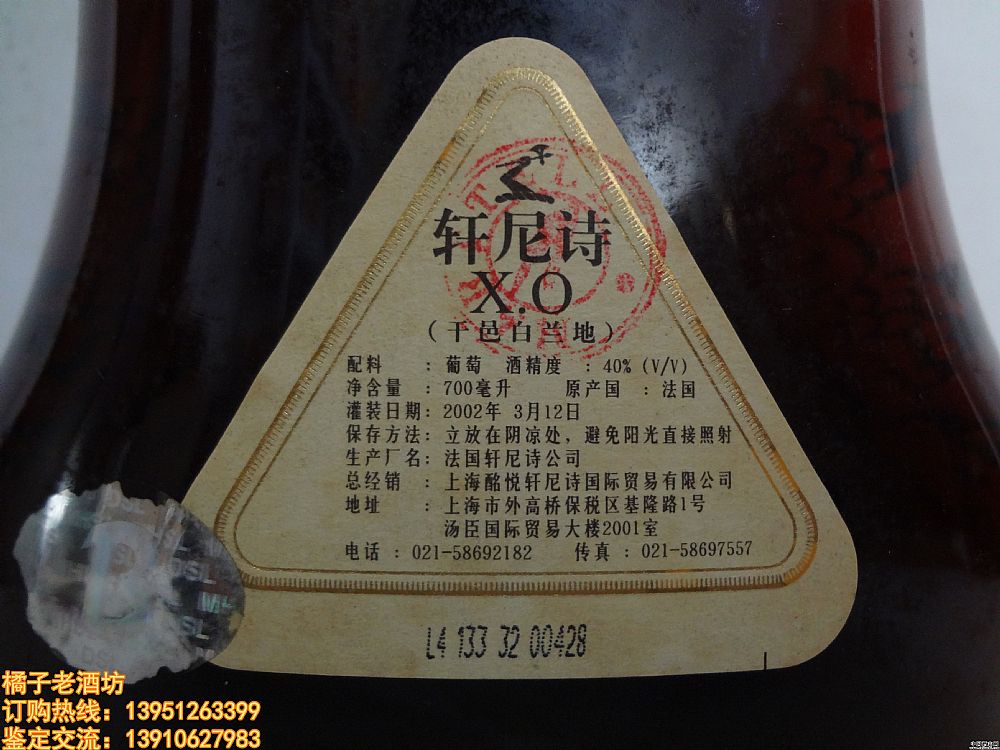 轩尼诗
X.O
（干邑白兰地）
配料 ：葡萄 酒精度 ：40%（V/V）
净含量 ：700毫升 原产国 ：法国
灌装日期：2002年 3月12日
保存方法：立放在阴凉处，避免阳光直接照射
生产厂名：法国轩尼诗公司
总经销 ：上海酩悦轩尼诗国际贸易有限公司
地址 ：上海市外高桥保税区基隆路1号
汤臣国际贸易大楼2001室
电话 ：021-58692182 传真 ：021-58697557
L4 133 32 00428
DSL
橘子老酒坊
订购热线：13951263399
鉴定交流：13910627983